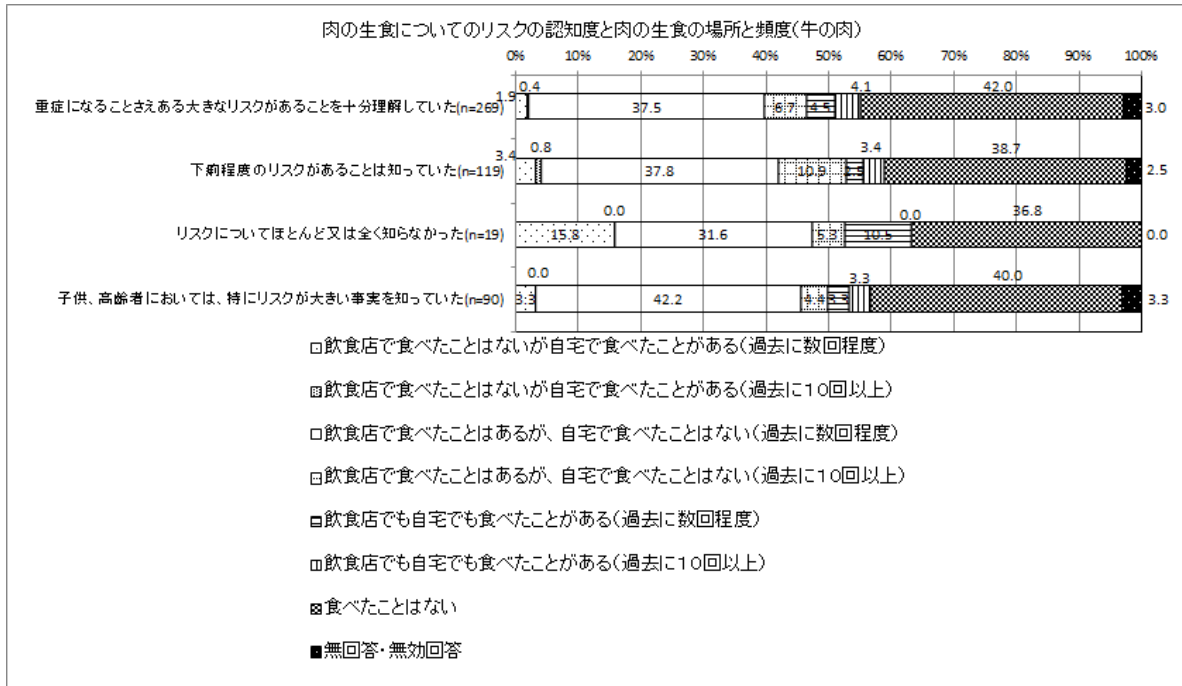 肉の生食についてのリスクの認知度と肉の生食の場所と頻度(牛の肉)
0% 10% 20% 30% 40% 50% 60% 70% 80% 90% 100%
重症になることさえある大きなリスクがあることを十分理解していた(n=269) 1.9 0.4 37.5 6.7 4.5 4.1 42.0 3.0
下痢程度のリスクがあることは知っていた(n=119) 3.4 0.8 37.8 10.9 2.5 3.4 38.7 2.5
リスクについてほとんど又は全く知らなかった(n=19) 15.8 0.0 31.6 5.3 10.5 0.0 36.8 0.0
子供、高齢者においては、特にリスクが大きい事実を知っていた(n=90) 3.3 0.0 42.2 4.4 3.3 3.3 40.0 3.3
飲食店で食べたことはないが自宅で食べたことがある(過去に数回程度)
飲食店で食べたことはないが自宅で食べたことがある(過去に10回以上)
飲食店で食べたことはあるが、自宅で食べたことはない(過去に数回程度)
飲食店で食べたことはあるが、自宅で食べたことはない(過去に10回以上)
飲食店でも自宅でも食べたことがある(過去に数回程度)
飲食店でも自宅でも食べたことがある(過去に10回以上)
食べたことはない
無回答・無効回答